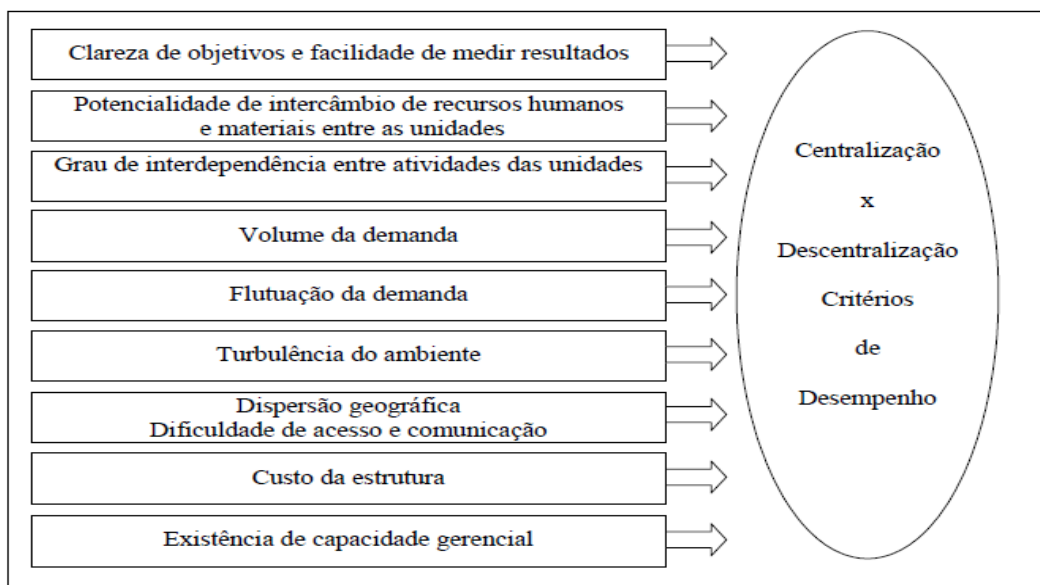 Clareza de objetivos e facilidade de medir resultados
Potencialidade de intercâmbio de recursos humanos
e materiais entre as unidades
Grau de interdependência entre atividades das unidades
Volume da demanda
Flutuação da demanda
Turbulência do ambiente
Dispersão geográfica
Dificuldade de acesso e comunicação
Custo da estrutura
Existência de capacidade gerencial
Centralização
x
Descentralização
Critérios
de
Desempenho